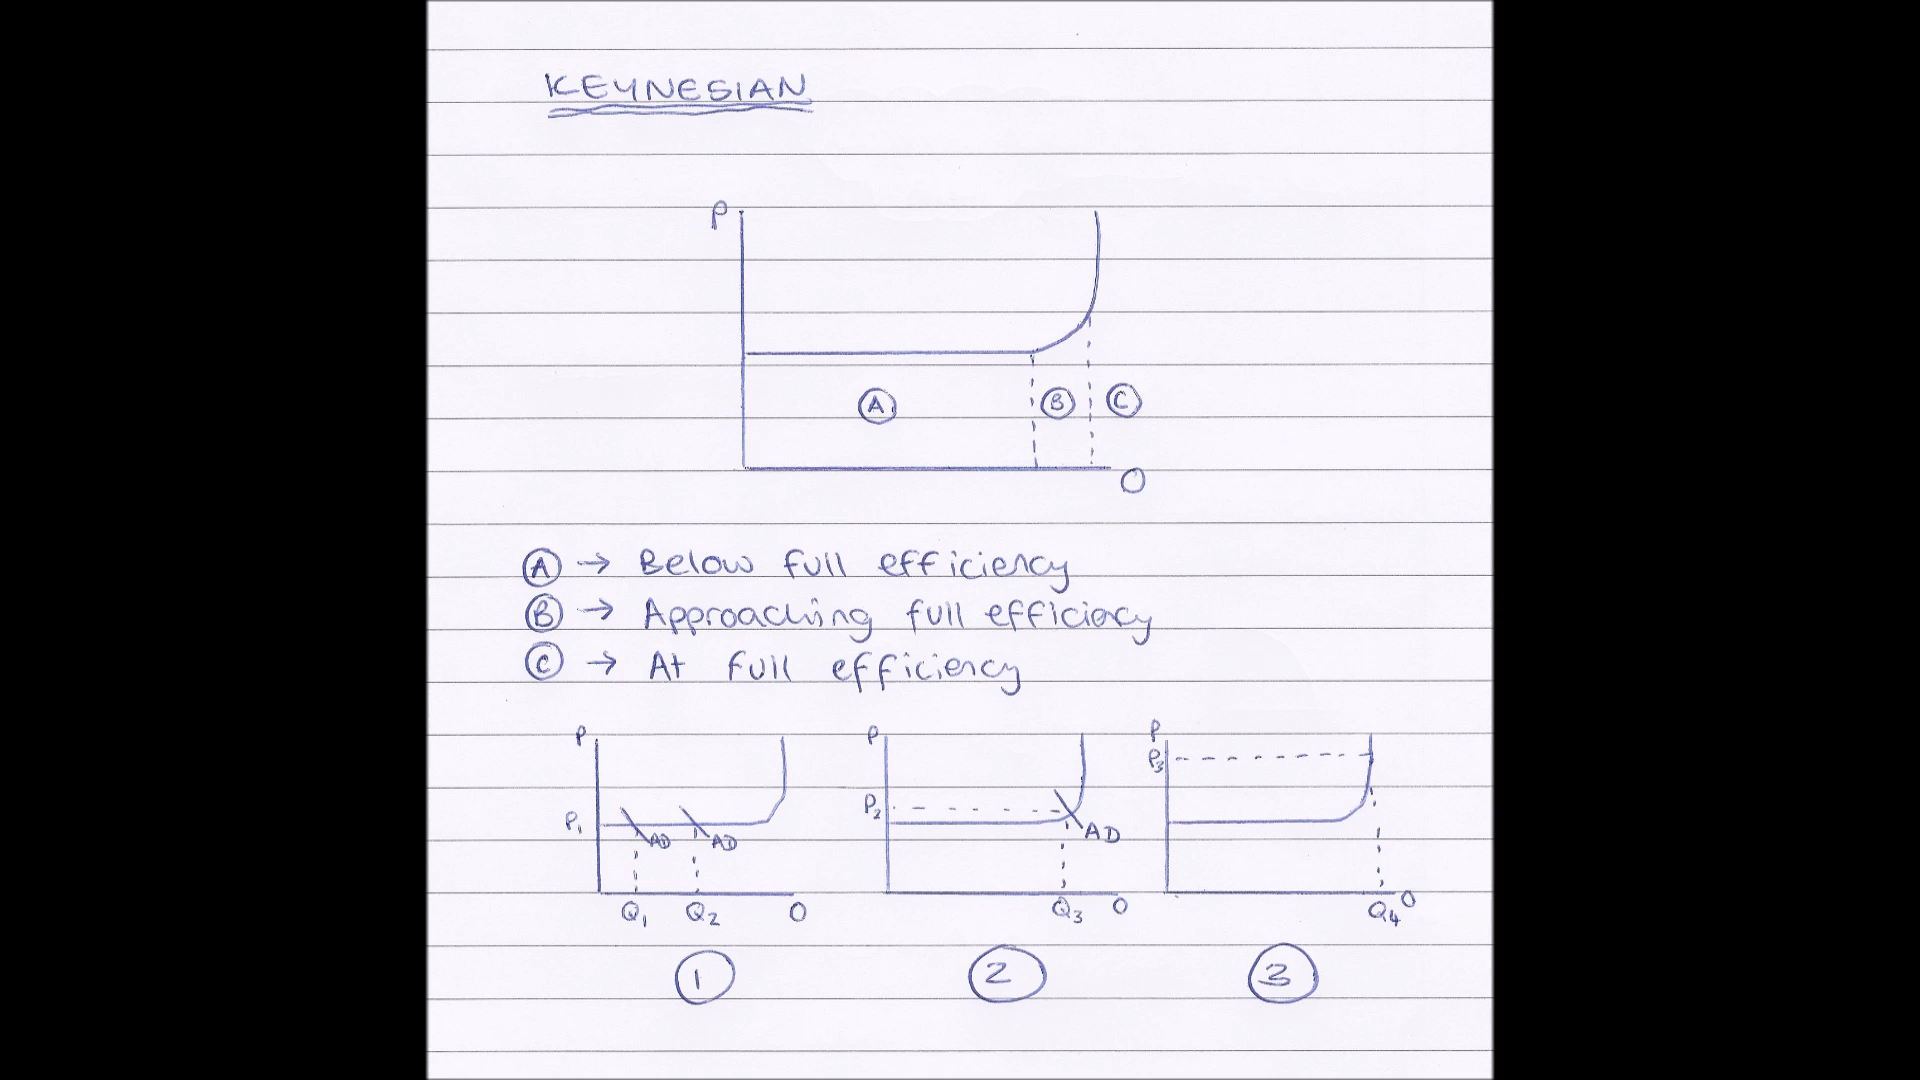 KEYNESIAN
P
A B C
O
A → Below full efficiency
B → Approaching full efficiency
C → At full efficiency
P P P
P₃
P₂
P₁
AD AD AD
Q₁ Q₂ O Q₃ O Q₄ O
1 2 3